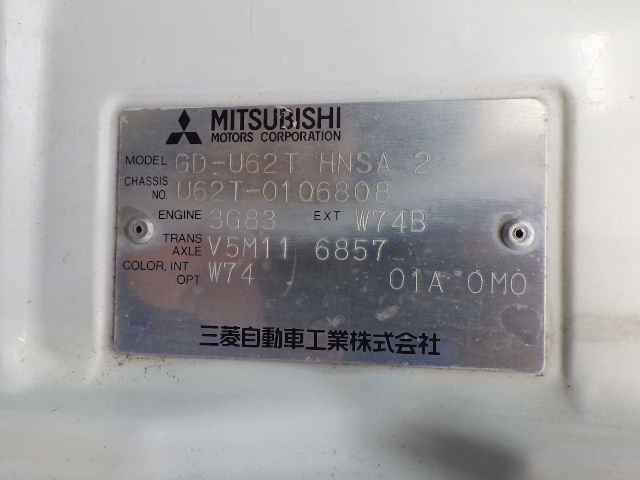 MITSUBISHI
MOTORS CORPORATION
MODEL GD-U62T HNSA 2
CHASSIS NO. U62T-0106808
ENGINE 3G83 EXT W74B
TRANS AXLE V5M11 6857
COLOR, INT OPT W74 01A 0M0
三菱自動車工業株式会社